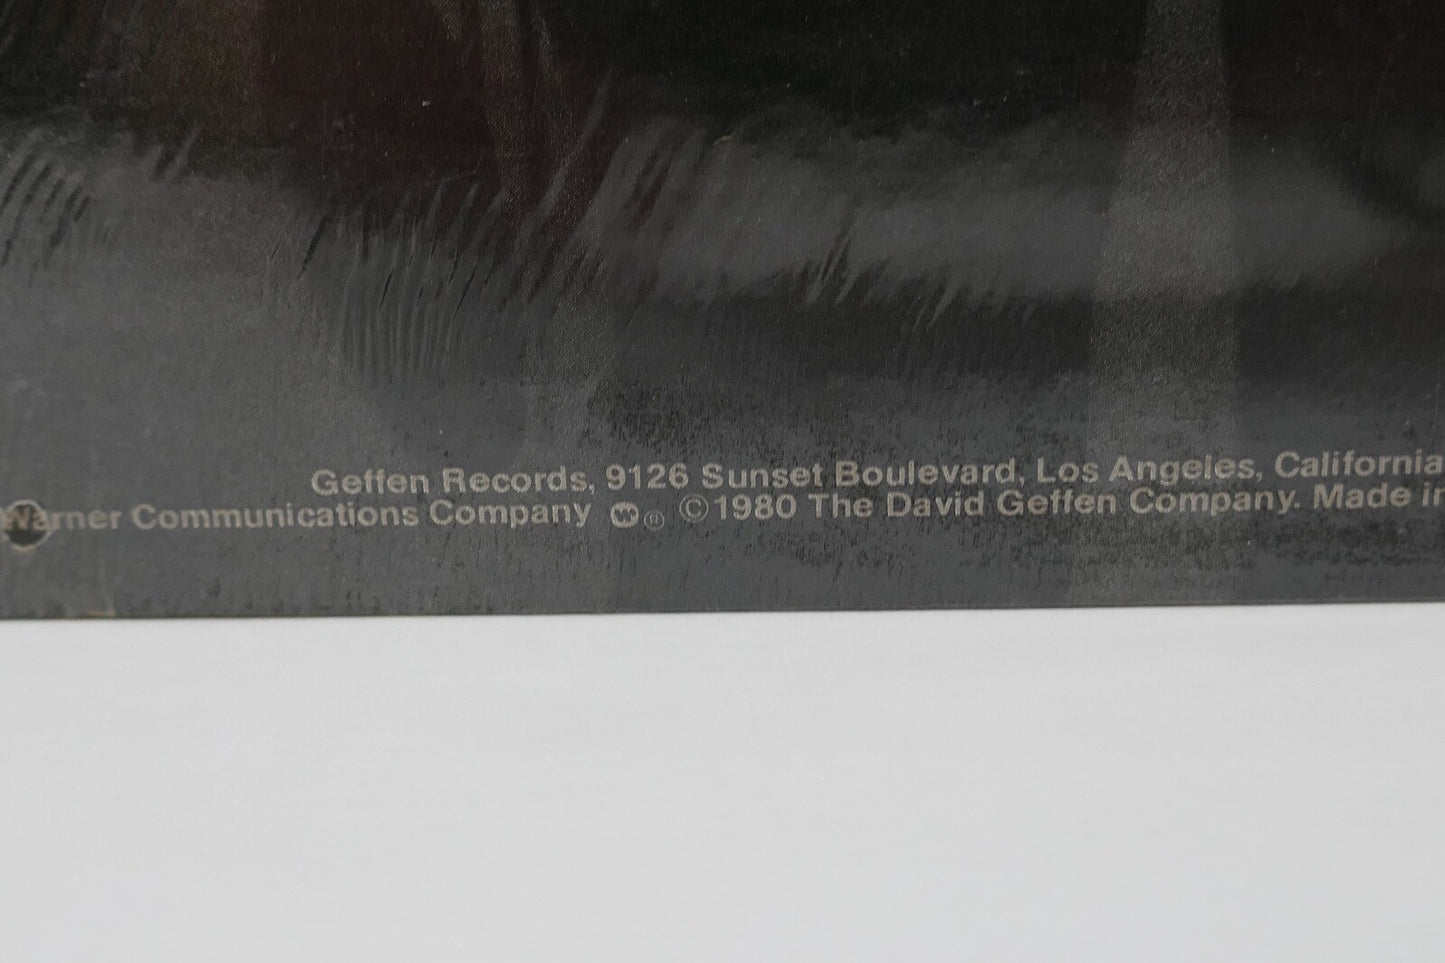 Geffen Records, 9126 Sunset Boulevard, Los Angeles, California
Warner Communications Company ® ©1980 The David Geffen Company. Made in